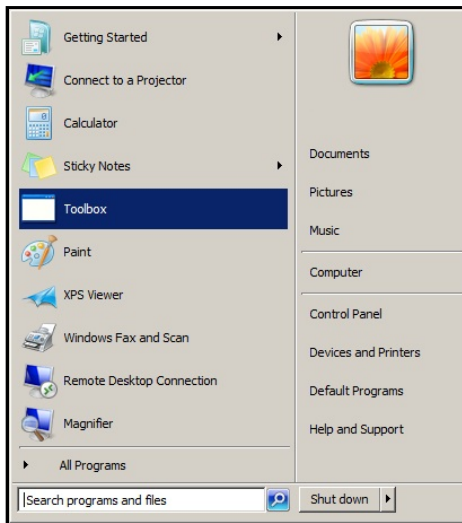 Getting Started
Connect to a Projector
Calculator
Sticky Notes
Toolbox
Paint
XPS Viewer
Windows Fax and Scan
Remote Desktop Connection
Magnifier
All Programs
Search programs and files
Documents
Pictures
Music
Computer
Control Panel
Devices and Printers
Default Programs
Help and Support
Shut down